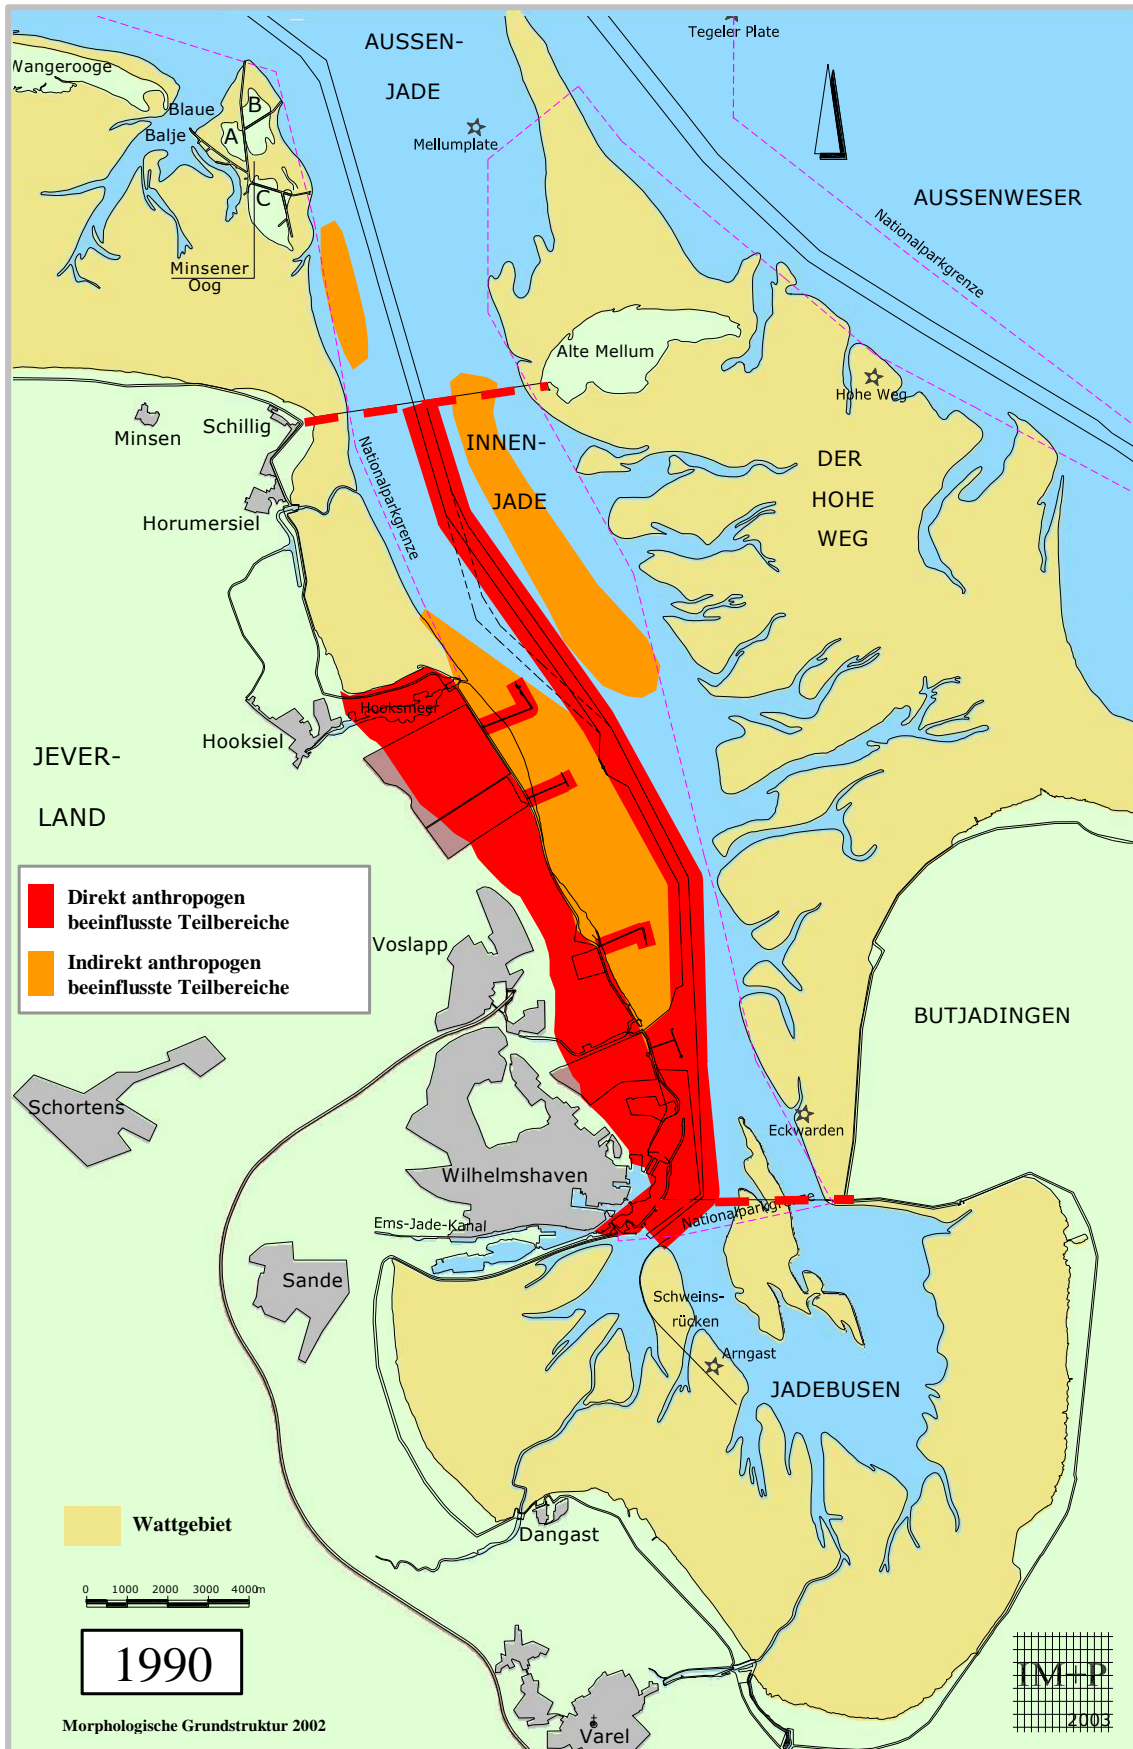 Tegeler Plate
AUSSEN-
JADE
Wangerooge
Blaue
Balje
B
A
C
Mellumplate
AUSSENWESER
Nationalparkgrenze
Minsener
Oog
Alte Mellum
Hohe Weg
Minsen
Schillig
INNEN-
JADE
Nationalparkgrenze
DER
HOHE
WEG
Horumersiel
Hooksmeer
Hooksiel
JEVER-
LAND
Direkt anthropogen
beeinflusste Teilbereiche
Indirekt anthropogen
beeinflusste Teilbereiche
Voslapp
BUTJADINGEN
Schortens
Eckwarden
Wilhelmshaven
Nationalparkgrenze
Ems-Jade-Kanal
Sande
Schweins-
rücken
Arngast
JADEBUSEN
Wattgebiet
Dangast
0 1000 2000 3000 4000m
1990
Morphologische Grundstruktur 2002
Varel
IM+P
2003